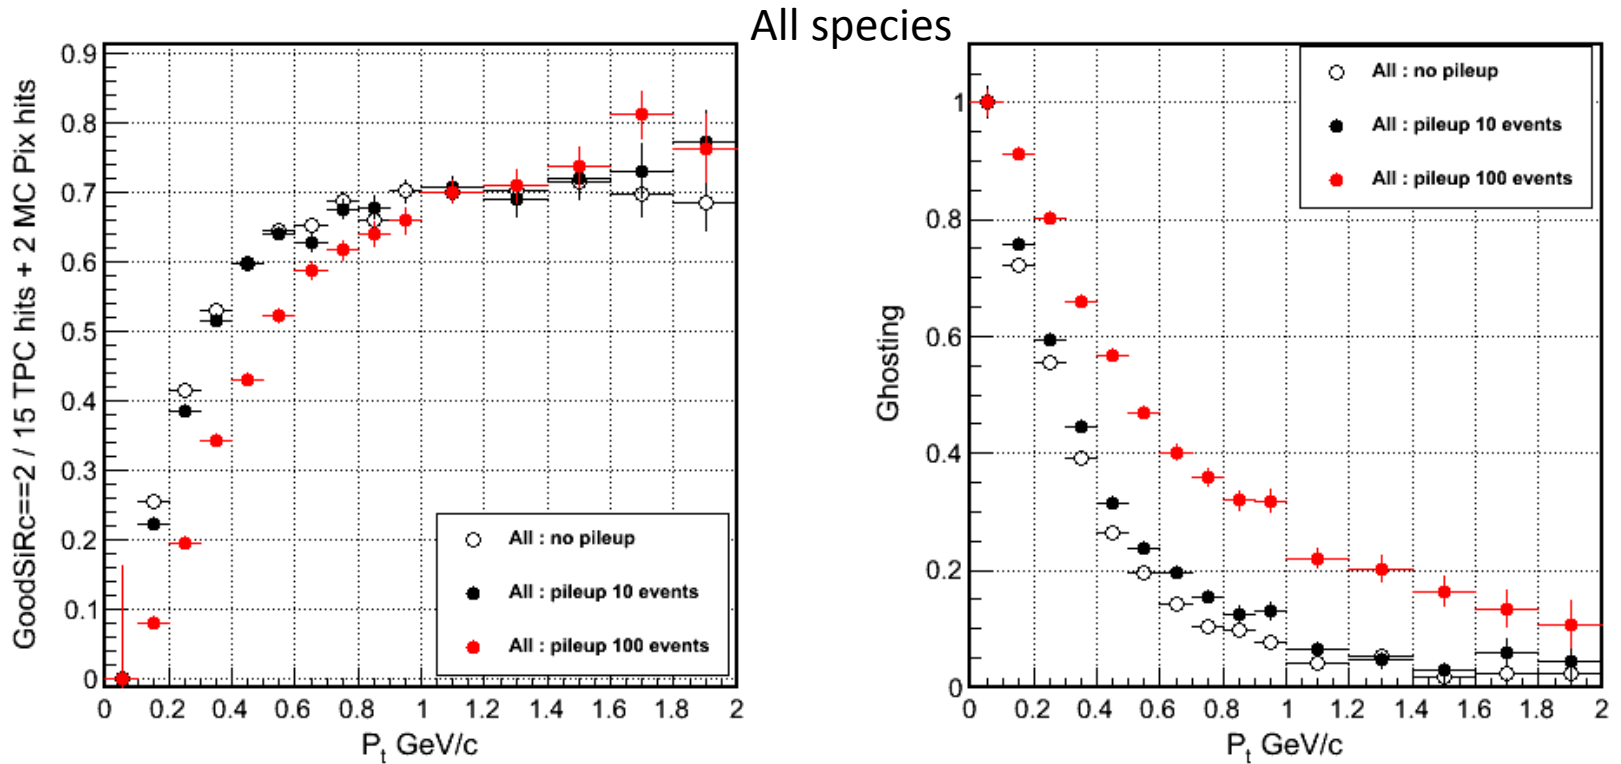 All species
GoodSiRc==2 / 15 TPC hits + 2 MC Pix hits
0.9
0.8
0.7
0.6
0.5
0.4
0.3
0.2
0.1
0
All : no pileup
All : pileup 10 events
All : pileup 100 events
0 0.2 0.4 0.6 0.8 1 1.2 1.4 1.6 1.8 2
Pt GeV/c
Ghosting
1
0.8
0.6
0.4
0.2
0
All : no pileup
All : pileup 10 events
All : pileup 100 events
0.2 0.4 0.6 0.8 1 1.2 1.4 1.6 1.8 2
Pt GeV/c